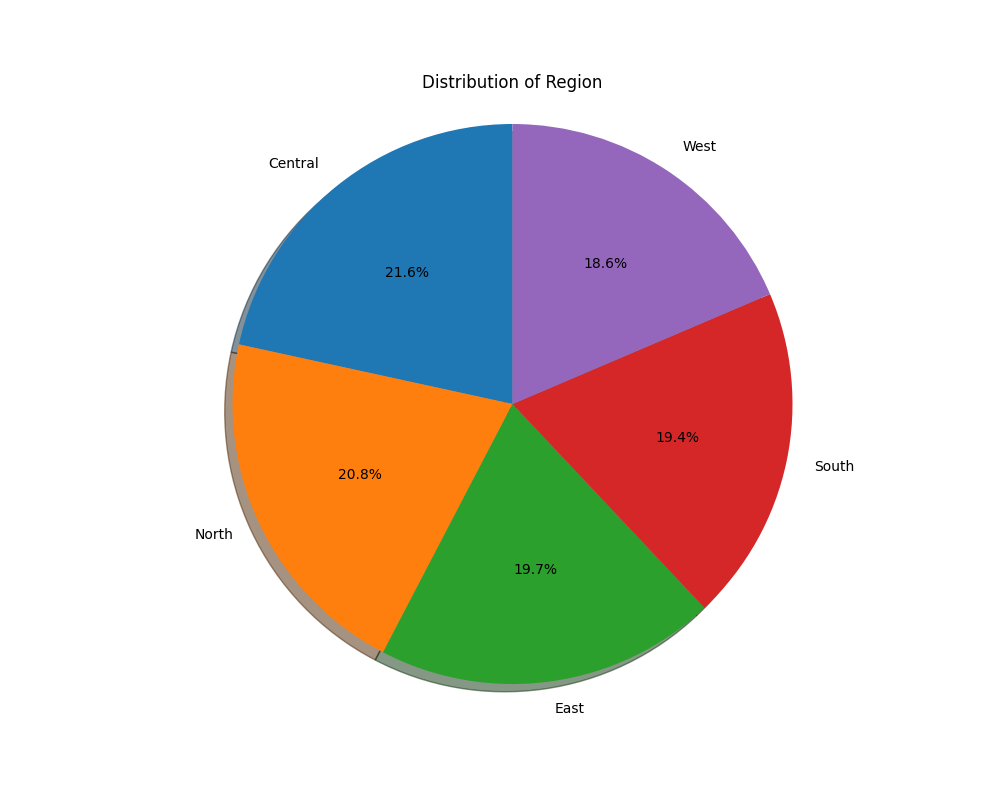 Distribution of Region
West
Central
18.6%
21.6%
19.4%
South
20.8%
North
19.7%
East